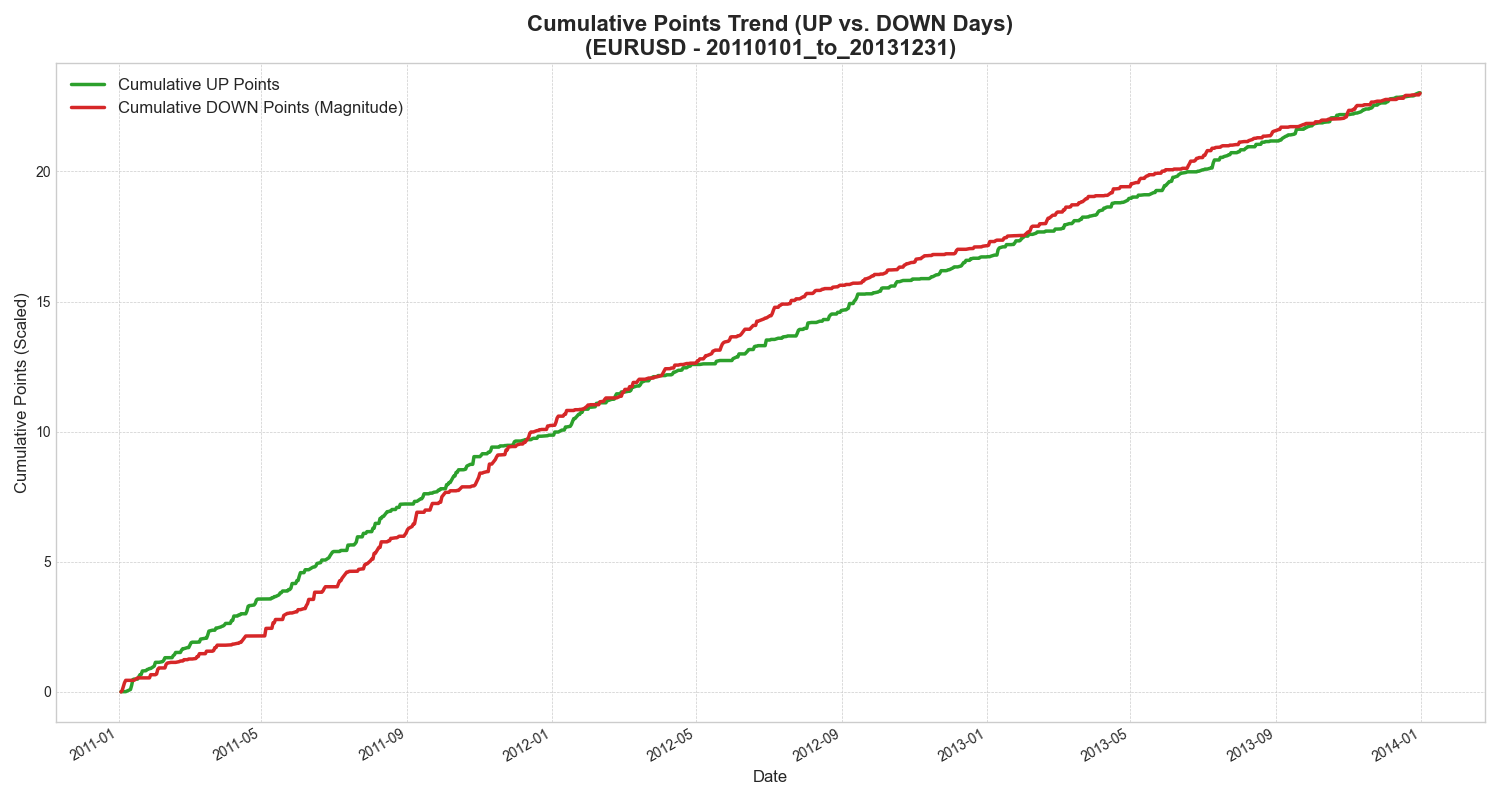 Cumulative Points Trend (UP vs. DOWN Days)
(EURUSD - 20110101_to_20131231)
Cumulative UP Points
Cumulative DOWN Points (Magnitude)
Cumulative Points (Scaled)
20
15
10
5
0
2011-01
2011-05
2011-09
2012-01
2012-05
2012-09
2013-01
2013-05
2013-09
2014-01
Date